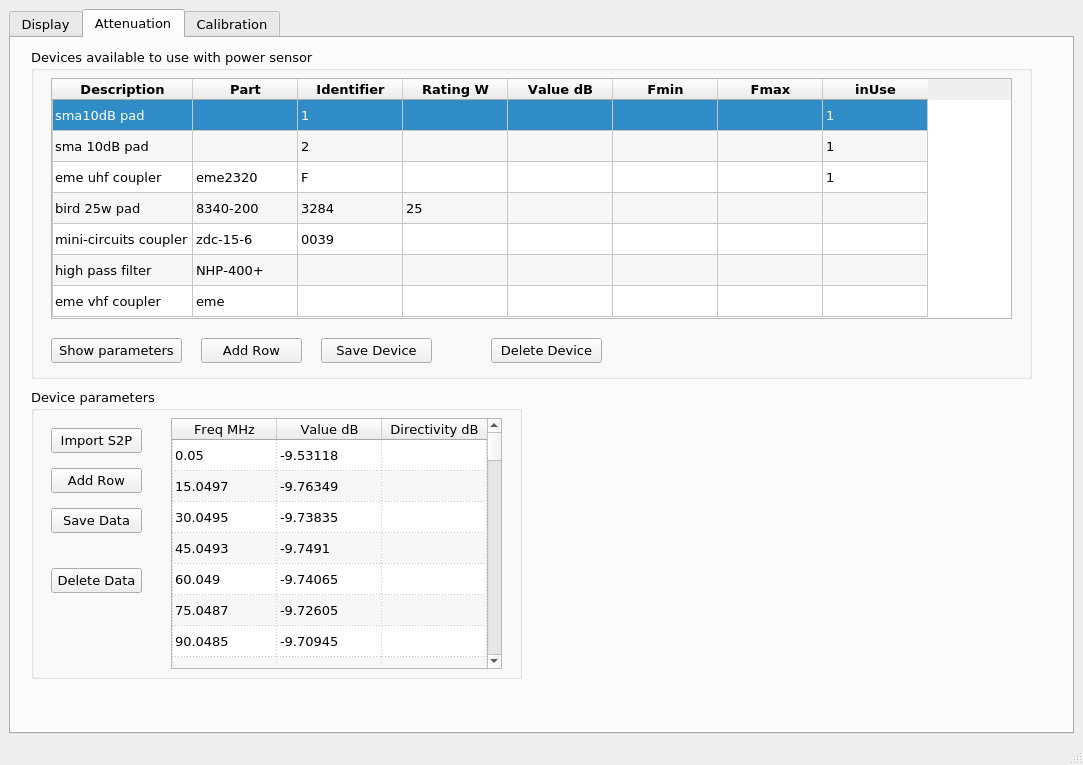 Display Attenuation Calibration
Devices available to use with power sensor
Description Part Identifier Rating W Value dB Fmin Fmax inUse
sma10dB pad 1 1
sma 10dB pad 2 1
eme uhf coupler eme2320 F 1
bird 25w pad 8340-200 3284 25
mini-circuits coupler zdc-15-6 0039
high pass filter NHP-400+
eme vhf coupler eme
Show parameters Add Row Save Device Delete Device
Device parameters
Import S2P
Add Row
Save Data
Delete Data
Freq MHz Value dB Directivity dB
0.05 -9.53118
15.0497 -9.76349
30.0495 -9.73835
45.0493 -9.7491
60.049 -9.74065
75.0487 -9.72605
90.0485 -9.70945